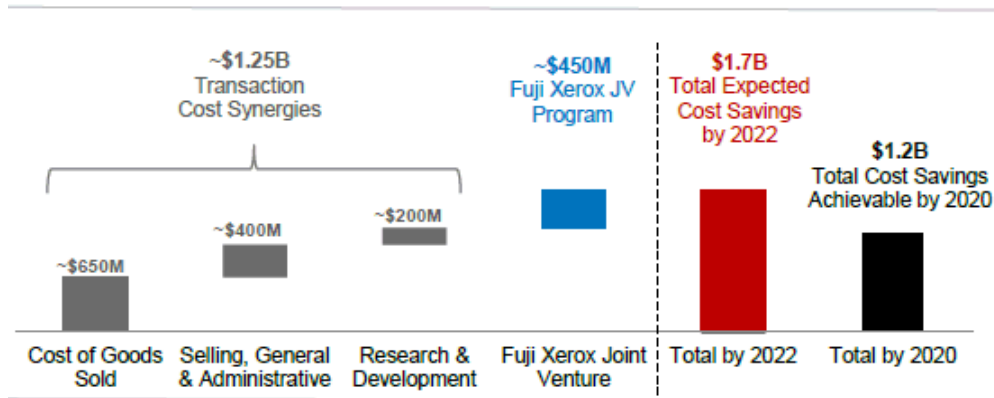 ~$1.25B
Transaction
Cost Synergies
~$450M
Fuji Xerox JV
Program
$1.7B
Total Expected
Cost Savings
by 2022
$1.2B
Total Cost Savings
Achievable by 2020
~$650M
~$400M
~$200M
Cost of Goods
Sold
Selling, General
& Administrative
Research &
Development
Fuji Xerox Joint
Venture
Total by 2022
Total by 2020